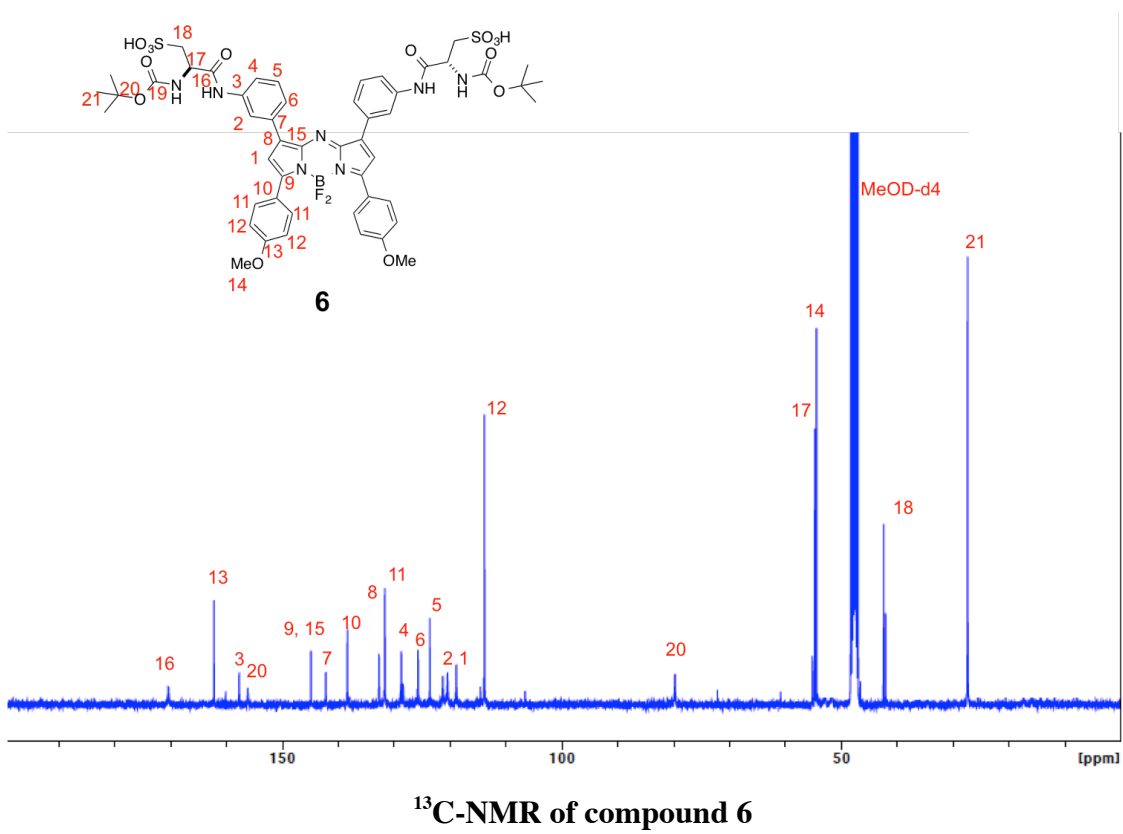 18
HO₃S
SO₃H
O
17
O
4
5
O
O
20
N
H
16
NH
3
NH
N
H
O
21
O
19
6
2
7
8
15
N
1
N
N
10
9
B
F₂
11
11
12
12
13
MeO
OMe
14
6
MeOD-d4
21
14
12
17
18
13
11
8
9, 15
10
5
4
6
7
16
3
20
2
1
20
150
100
50
[ppm]
¹³C-NMR of compound 6